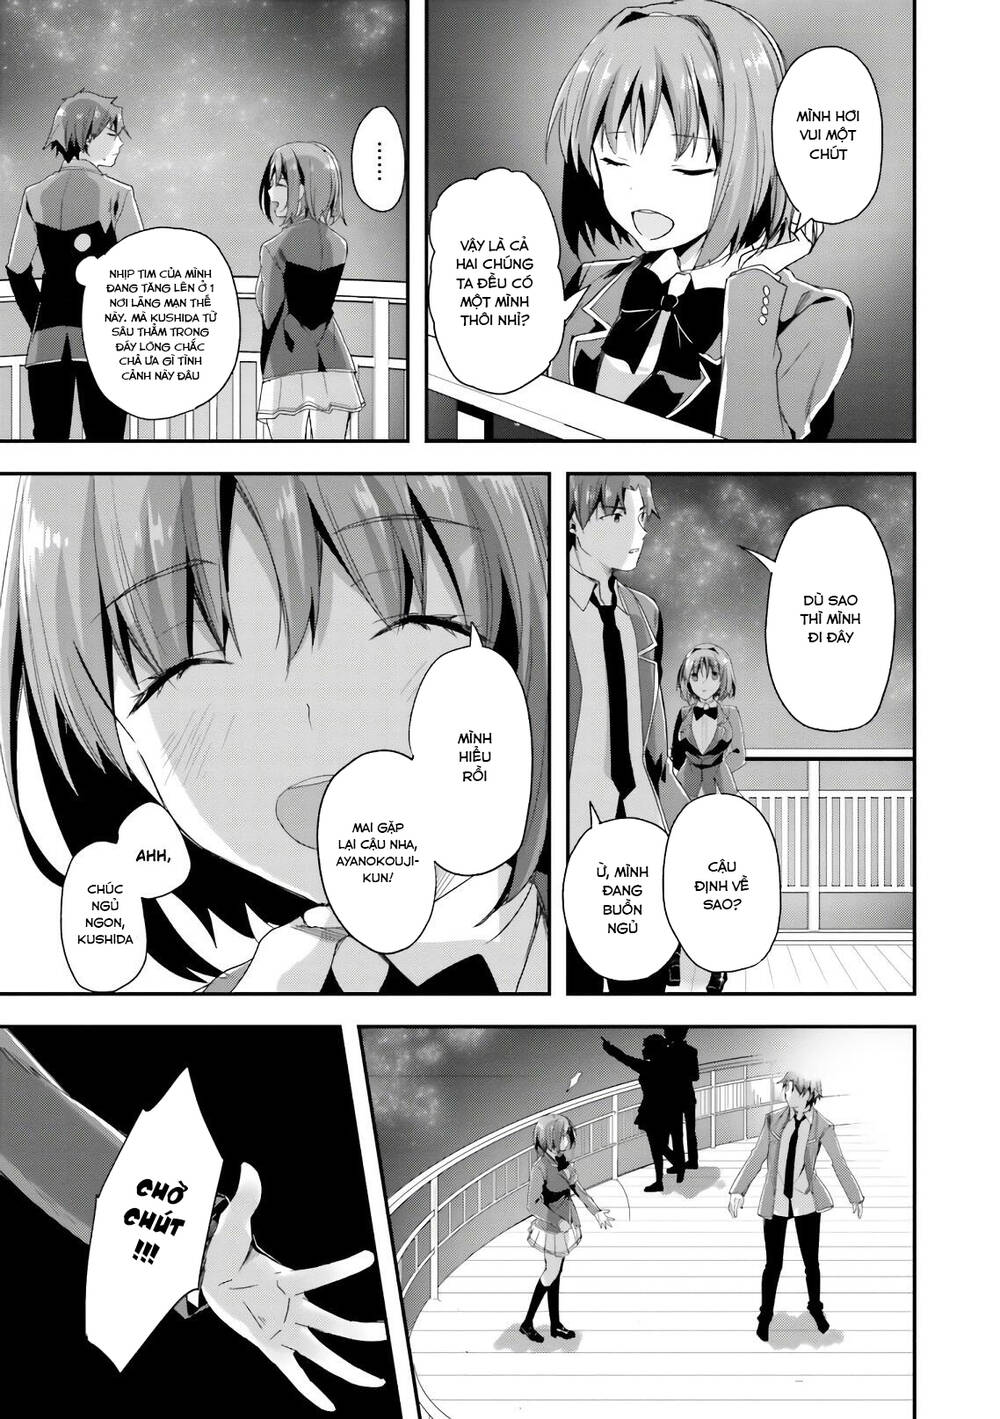 MÌNH HƠI
VUI MỘT
CHÚT
VẬY LÀ CẢ
HAI CHÚNG
TA ĐỀU CÓ
MỘT MÌNH
THÔI NHỈ?
........
NHỊP TIM CỦA MÌNH
ĐANG TĂNG LÊN Ở 1
NƠI LÃNG MẠN THẾ
NÀY. MÀ KUSHIDA TỪ
SÂU THẲM TRONG
ĐÁY LÒNG CHẮC
CHẢ ƯA GÌ TÌNH
CẢNH NÀY ĐÂU
DÙ SAO
THÌ MÌNH
ĐI ĐÂY
CẬU
ĐỊNH VỀ
SAO?
Ừ, MÌNH
ĐANG
BUỒN
NGỦ
MÌNH
HIỂU
RỒI
MAI GẶP
LẠI CẬU NHA,
AYANOKOUJI-
KUN!
AHH,
CHÚC
NGỦ
NGON,
KUSHIDA
CHỜ
CHÚT
!!!